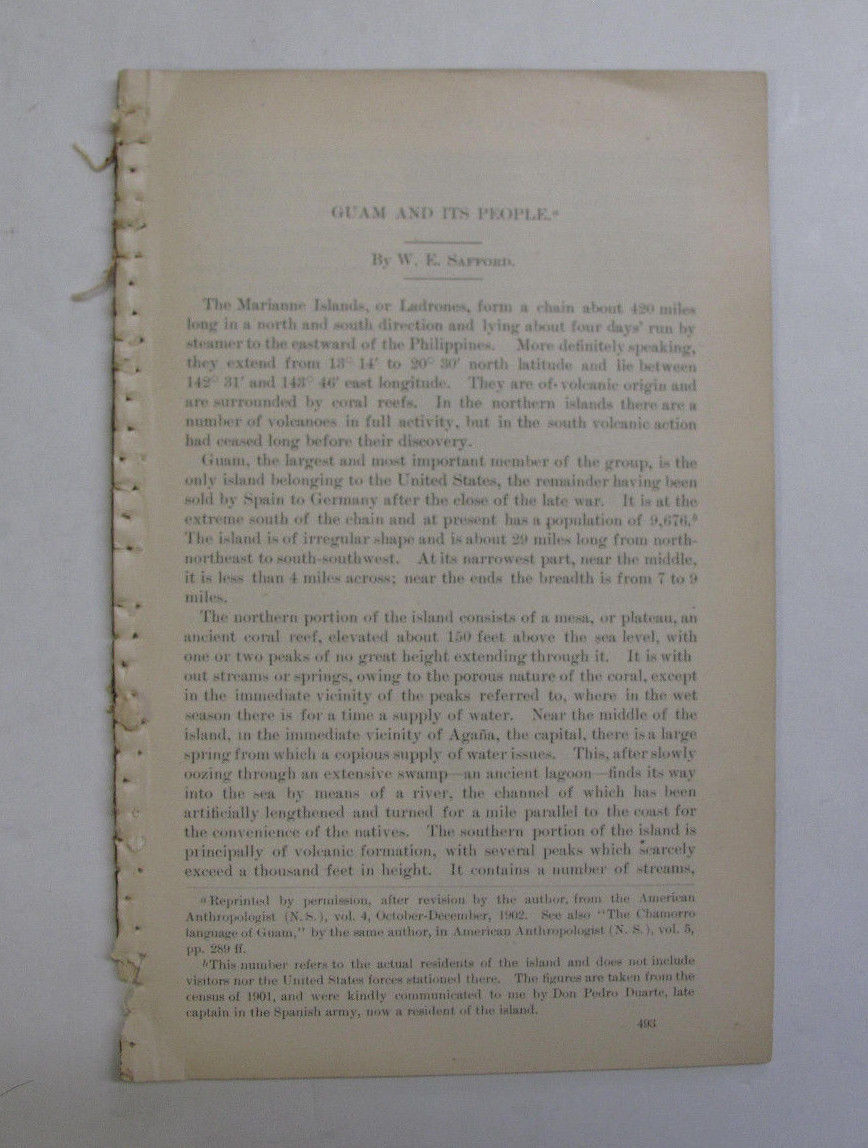 GUAM AND ITS PEOPLE.a
By W. E. SAFFORD.
The Marianne Islands, or Ladrones, form a chain about 420 miles
long in a north and south direction and lying about four days' run by
steamer to the eastward of the Philippines. More definitely speaking,
they extend from 13° 14' to 20° 30' north latitude and lie between
142° 31' and 143° 46' east longitude. They are of volcanic origin and
are surrounded by coral reefs. In the northern islands there are a
number of volcanoes in full activity, but in the south volcanic action
had ceased long before their discovery.
Guam, the largest and most important member of the group, is the
only island belonging to the United States, the remainder having been
sold by Spain to Germany after the close of the late war. It is at the
extreme south of the chain and at present has a population of 9,676.b
The island is of irregular shape and is about 29 miles long from north-
northeast to south-southwest. At its narrowest part, near the middle,
it is less than 4 miles across; near the ends the breadth is from 7 to 9
miles.
The northern portion of the island consists of a mesa, or plateau, an
ancient coral reef, elevated about 150 feet above the sea level, with
one or two peaks of no great height extending through it. It is with
out streams or springs, owing to the porous nature of the coral, except
in the immediate vicinity of the peaks referred to, where in the wet
season there is for a time a supply of water. Near the middle of the
island, in the immediate vicinity of Agaña, the capital, there is a large
spring from which a copious supply of water issues. This, after slowly
oozing through an extensive swamp—an ancient lagoon—finds its way
into the sea by means of a river, the channel of which has been
artificially lengthened and turned for a mile parallel to the coast for
the convenience of the natives. The southern portion of the island is
principally of volcanic formation, with several peaks which scarcely
exceed a thousand feet in height. It contains a number of streams,
a Reprinted by permission, after revision by the author, from the American
Anthropologist (N. S.), vol. 4, October-December, 1902. See also "The Chamorro
language of Guam," by the same author, in American Anthropologist (N. S.), vol. 5,
pp. 289 ff.
b This number refers to the actual residents of the island and does not include
visitors nor the United States forces stationed there. The figures are taken from the
census of 1901, and were kindly communicated to me by Don Pedro Duarte, late
captain in the Spanish army, now a resident of the island.
493